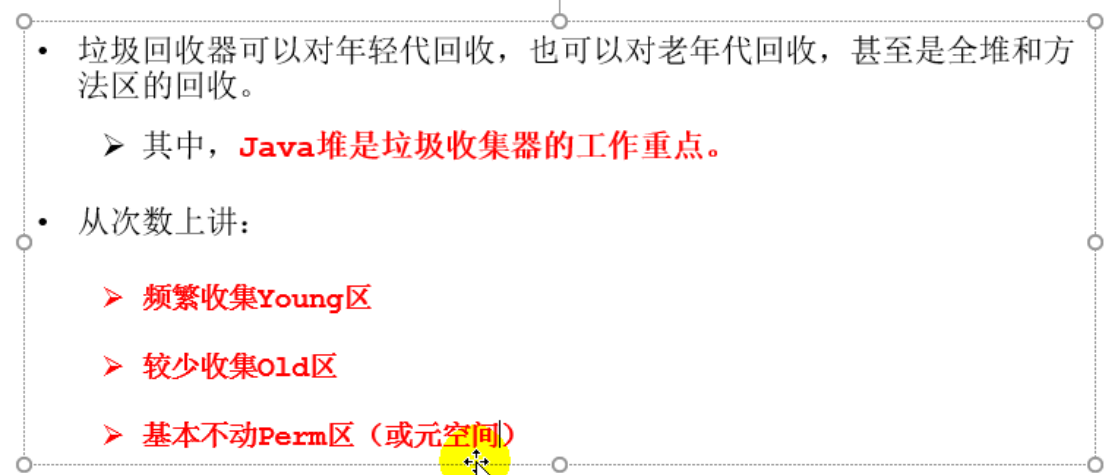 • 垃圾回收器可以对年轻代回收，也可以对老年代回收，甚至是全堆和方
法区的回收。
➢ 其中，Java堆是垃圾收集器的工作重点。
• 从次数上讲：
➢ 频繁收集Young区
➢ 较少收集Old区
➢ 基本不动Perm区（或元空间）